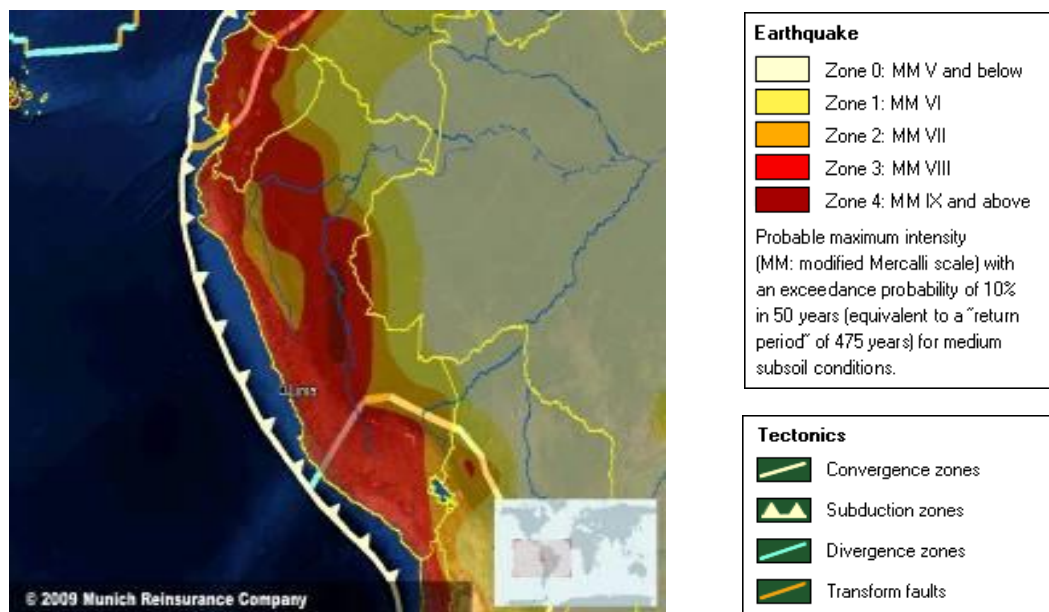 Lima
© 2009 Munich Reinsurance Company
Earthquake
Zone 0: MM V and below
Zone 1: MM VI
Zone 2: MM VII
Zone 3: MM VIII
Zone 4: MM IX and above
Probable maximum intensity
(MM: modified Mercalli scale) with
an exceedance probability of 10%
in 50 years (equivalent to a "return
period" of 475 years) for medium
subsoil conditions.
Tectonics
Convergence zones
Subduction zones
Divergence zones
Transform faults